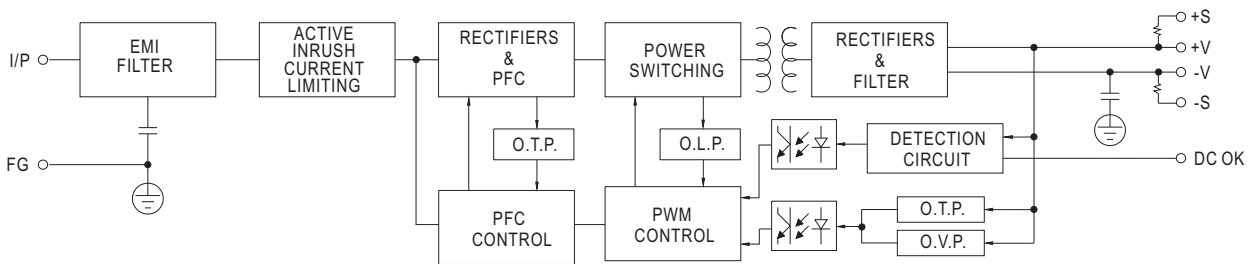 I/P
EMI
FILTER
ACTIVE
INRUSH
CURRENT
LIMITING
RECTIFIERS
&
PFC
POWER
SWITCHING
RECTIFIERS
&
FILTER
+S
+V
-V
-S
O.T.P.
O.L.P.
DETECTION
CIRCUIT
DC OK
FG
PFC
CONTROL
PWM
CONTROL
O.T.P.
O.V.P.